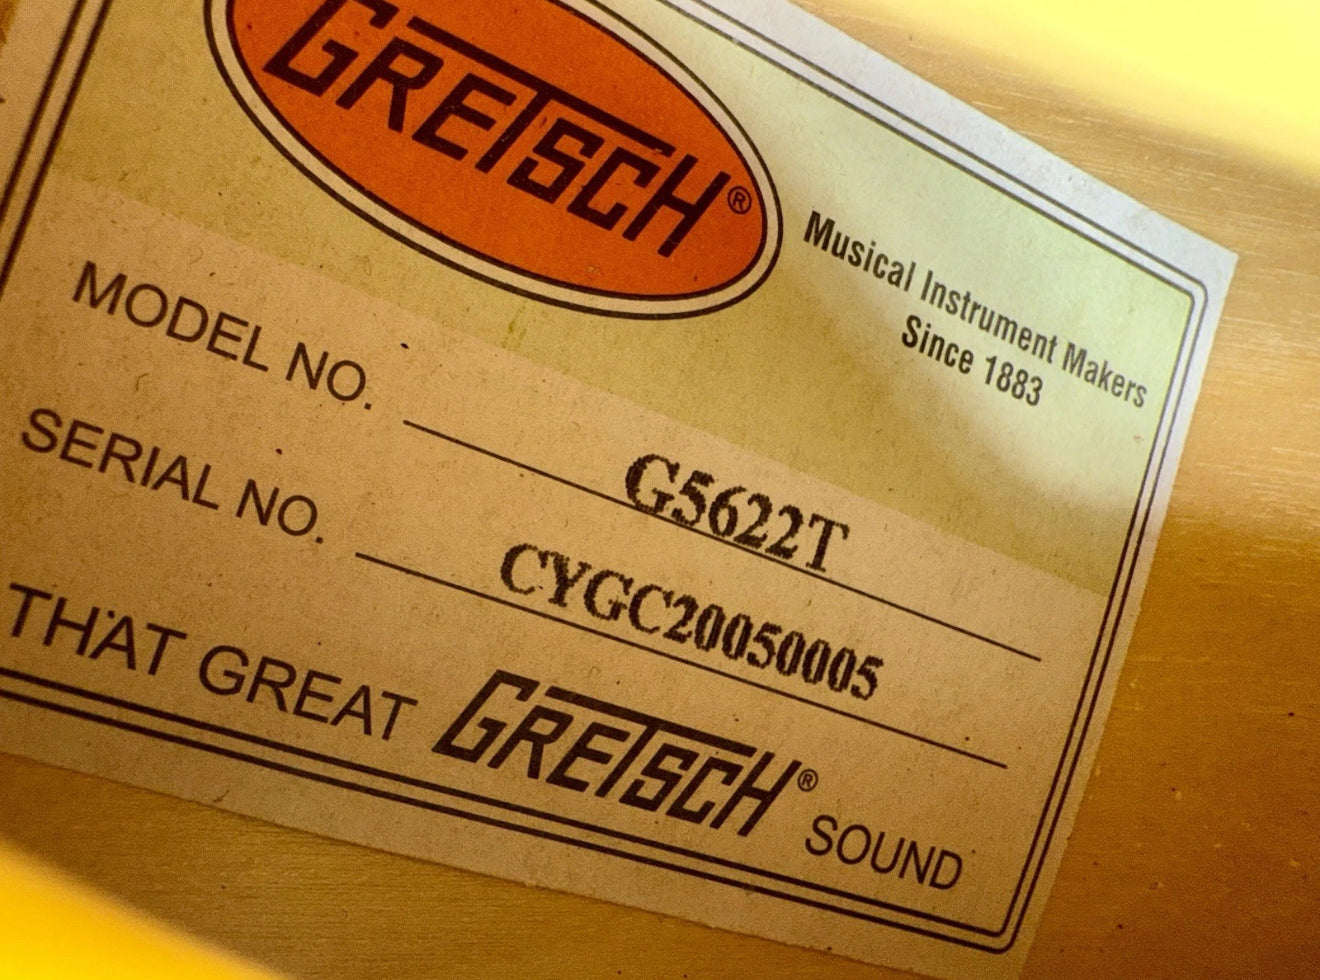 GRETSCH®
Musical Instrument Makers
Since 1883
MODEL NO. G5622T
SERIAL NO. CYGC20050005
THAT GREAT GRETSCH® SOUND